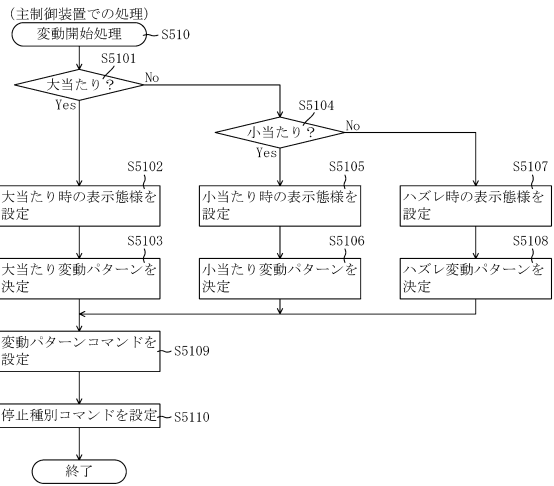 (主制御装置での処理)
変動開始処理
S510
S5101
大当たり？
No
Yes
S5104
小当たり？
No
Yes
S5102
大当たり時の表示態様を
設定
S5105
小当たり時の表示態様を
設定
S5107
ハズレ時の表示態様を
設定
S5103
大当たり変動パターンを
決定
S5106
小当たり変動パターンを
決定
S5108
ハズレ変動パターンを
決定
変動パターンコマンドを
設定
S5109
停止種別コマンドを設定
S5110
終了